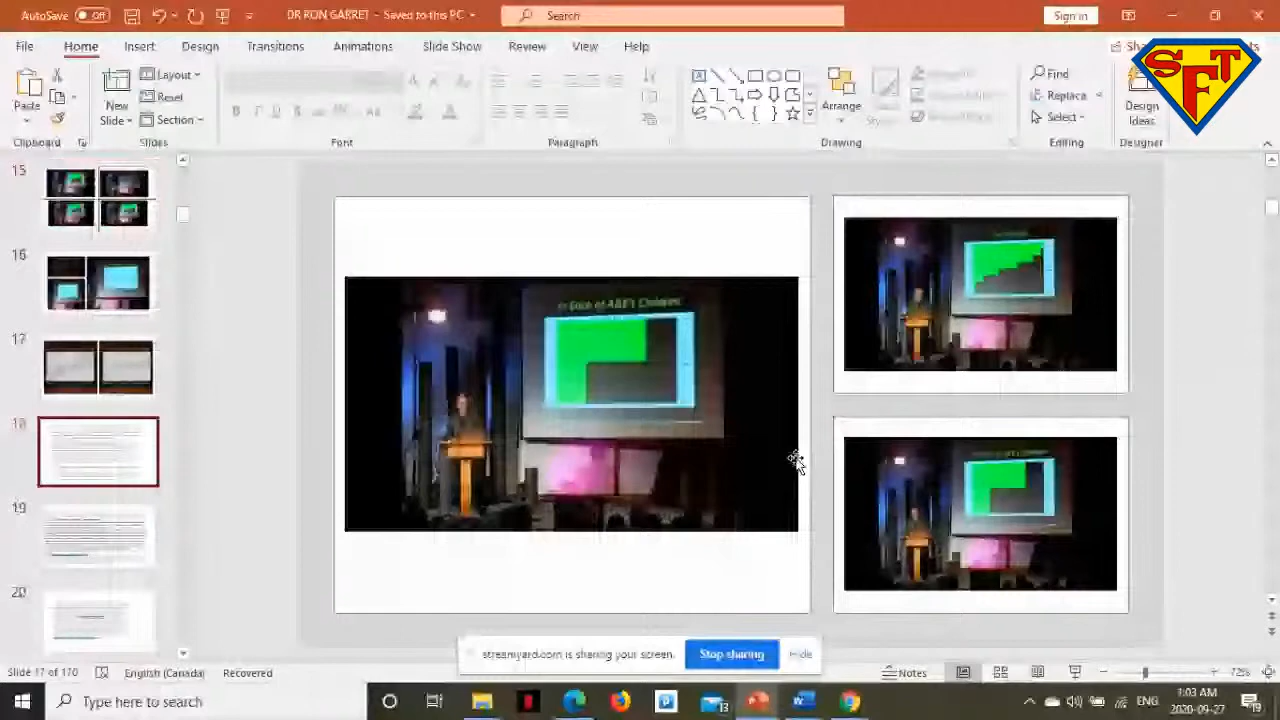 AutoSave Off DR RON GARRET - Saved to this PC Search Sign in
File Home Insert Design Transitions Animations Slide Show Review View Help
SFT
Paste New Slide Layout Reset Section Arrange Find Replace Select Design Ideas
Clipboard Slides Font Paragraph Drawing Editing Designer
15
16
17
18
19
20
streamyard.com is sharing your screen. Stop sharing Hide
Slide 17 of 170 English (Canada) Recovered Notes 72%
Type here to search ENG 1:03 AM
2020-09-27